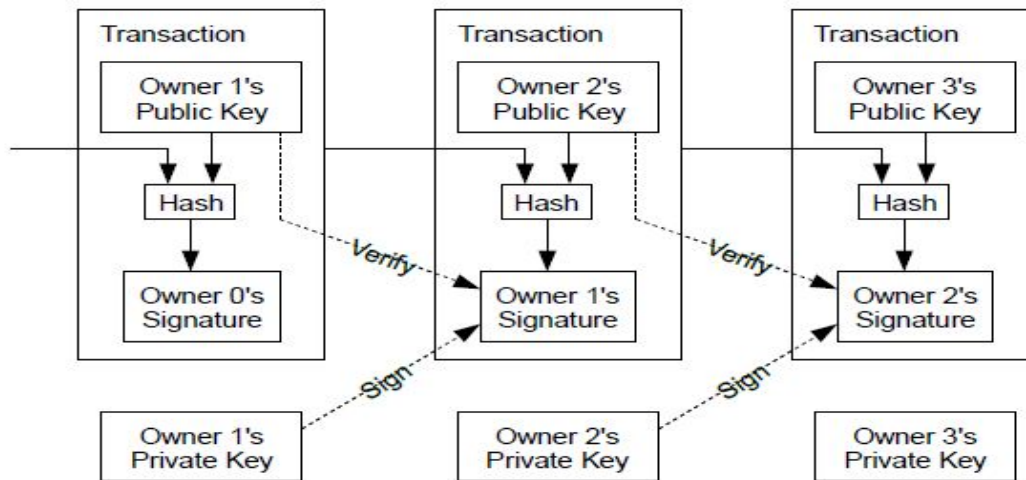 Transaction
Transaction
Transaction
Owner 1's
Public Key
Owner 2's
Public Key
Owner 3's
Public Key
Hash
Hash
Hash
Verify
Verify
Owner 0's
Signature
Owner 1's
Signature
Owner 2's
Signature
Sign
Sign
Owner 1's
Private Key
Owner 2's
Private Key
Owner 3's
Private Key